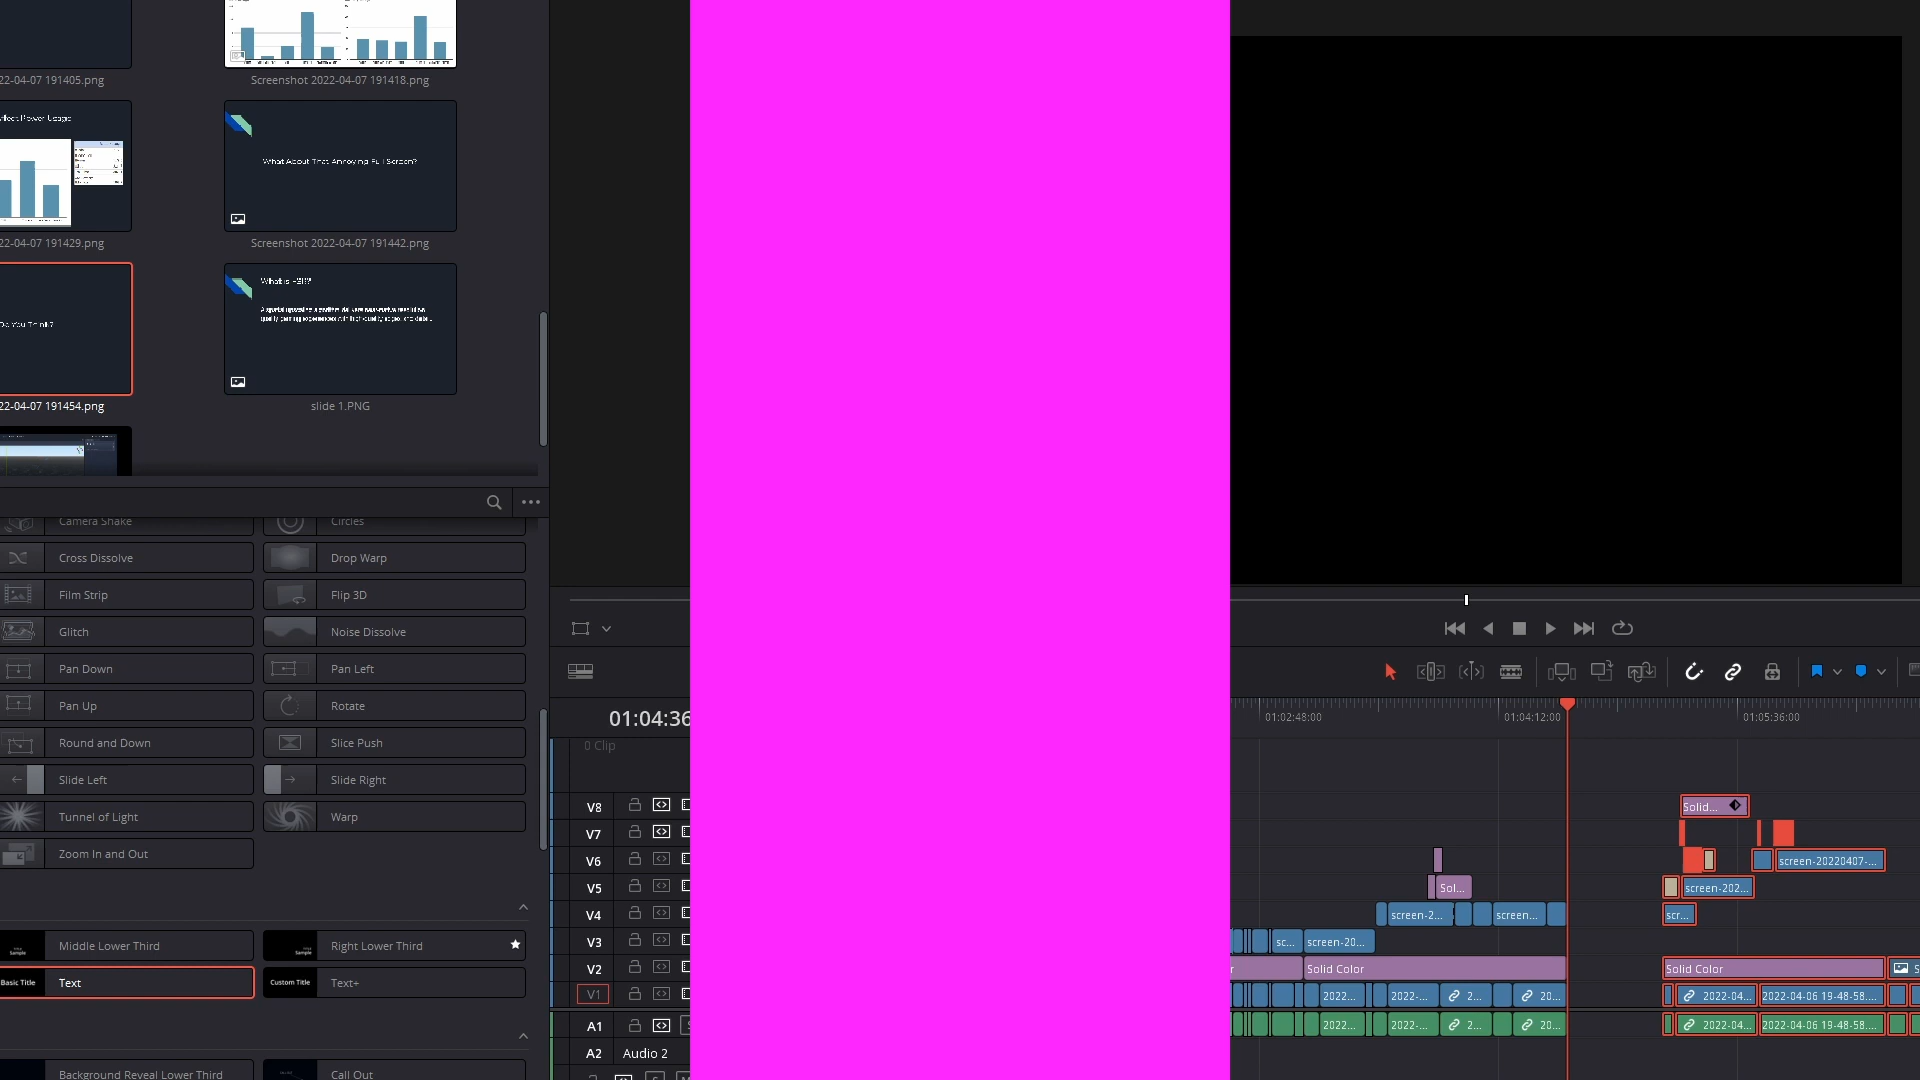 22-04-07 191405.png
Screenshot 2022-04-07 191418.png
ffect Power Usage
What About That Annoying Full Screen?
22-04-07 191429.png
Screenshot 2022-04-07 191442.png
Do You Think?
What is FSR?
22-04-07 191454.png
slide 1.PNG
Camera Shake
Circles
Cross Dissolve
Drop Warp
Film Strip
Flip 3D
Glitch
Noise Dissolve
Pan Down
Pan Left
Pan Up
Rotate
Round and Down
Slice Push
Slide Left
Slide Right
Tunnel of Light
Warp
Zoom In and Out
Middle Lower Third
Right Lower Third
Basic Title
Text
Custom Title
Text+
Background Reveal Lower Third
Call Out
01:04:36
0 Clip
01:02:48:00
01:04:12:00
01:05:36:00
V8
Solid...
V7
V6
screen-20220407-...
V5
Sol...
screen-202...
V4
screen-2...
screen...
scr...
V3
sc...
screen-20...
V2
r
Solid Color
Solid Color
S
V1
2022...
2022-...
2...
20...
2022-04...
2022-04-06 19-48-58....
A1
S
2022...
2022-...
2...
20...
2022-04...
2022-04-06 19-48-58....
A2
Audio 2